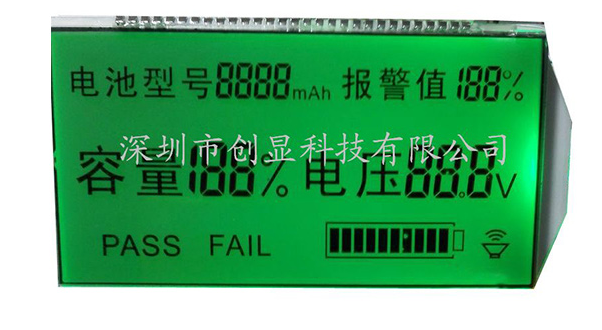 电池型号8888mAh 报警值188%
深圳市创显科技有限公司
容量188% 电压88.8V
PASS FAIL